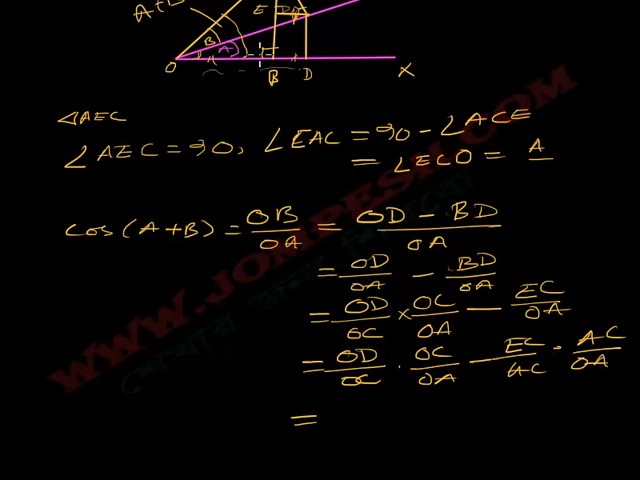 A+B
E
B
A
O
B
D
X
△AEC
∠AEC = 90, ∠EAC = 90 - ∠ACE
= ∠ECO = A
cos(A+B) = OB/OA = OD - BD/OA
= OD/OA - BD/OA
= OD/OC × OC/OA - EC/OA
= OD/OC · OC/OA - EC/AC · AC/OA
=
WWW.JOMPESH.COM